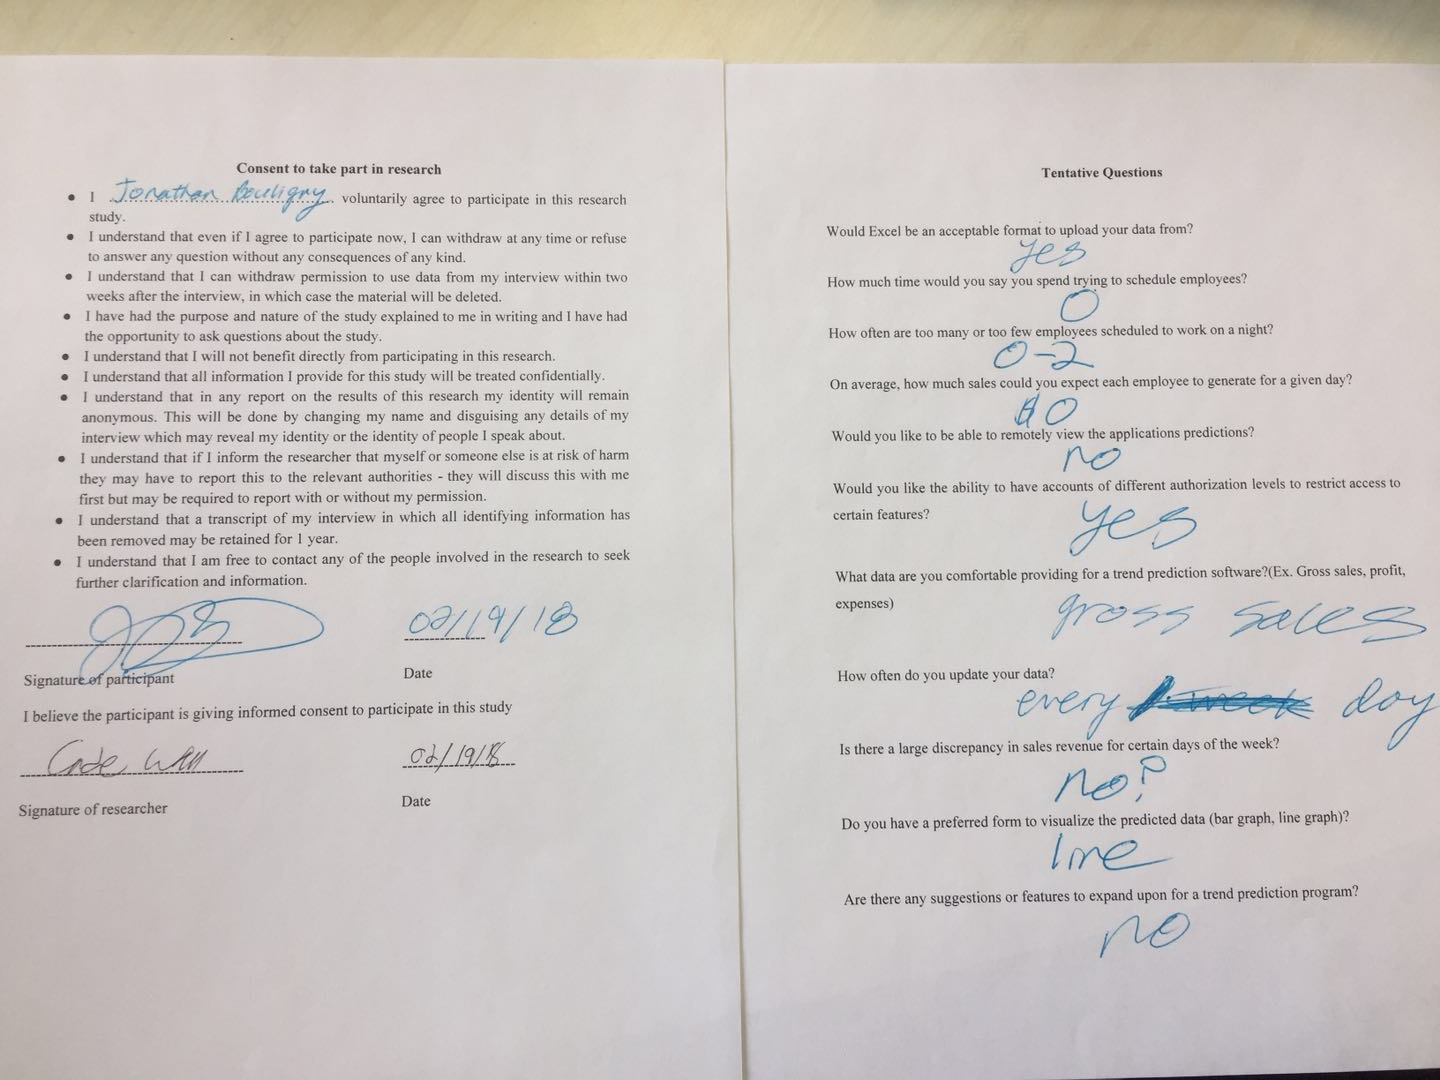 Consent to take part in research
• I Jonathan Bouligny voluntarily agree to participate in this research
study.
• I understand that even if I agree to participate now, I can withdraw at any time or refuse
to answer any question without any consequences of any kind.
• I understand that I can withdraw permission to use data from my interview within two
weeks after the interview, in which case the material will be deleted.
• I have had the purpose and nature of the study explained to me in writing and I have had
the opportunity to ask questions about the study.
• I understand that I will not benefit directly from participating in this research.
• I understand that all information I provide for this study will be treated confidentially.
• I understand that in any report on the results of this research my identity will remain
anonymous. This will be done by changing my name and disguising any details of my
interview which may reveal my identity or the identity of people I speak about.
• I understand that if I inform the researcher that myself or someone else is at risk of harm
they may have to report this to the relevant authorities - they will discuss this with me
first but may be required to report with or without my permission.
• I understand that a transcript of my interview in which all identifying information has
been removed may be retained for 1 year.
• I understand that I am free to contact any of the people involved in the research to seek
further clarification and information.
02/19/18
Signature of participant Date
I believe the participant is giving informed consent to participate in this study
02/19/18
Signature of researcher Date
Tentative Questions
Would Excel be an acceptable format to upload your data from?
yes
How much time would you say you spend trying to schedule employees?
0
How often are too many or too few employees scheduled to work on a night?
0-2
On average, how much sales could you expect each employee to generate for a given day?
$0
Would you like to be able to remotely view the applications predictions?
no
Would you like the ability to have accounts of different authorization levels to restrict access to
certain features?
yes
What data are you comfortable providing for a trend prediction software?(Ex. Gross sales, profit,
expenses)
gross sales
How often do you update your data?
every day
Is there a large discrepancy in sales revenue for certain days of the week?
no?
Do you have a preferred form to visualize the predicted data (bar graph, line graph)?
line
Are there any suggestions or features to expand upon for a trend prediction program?
no